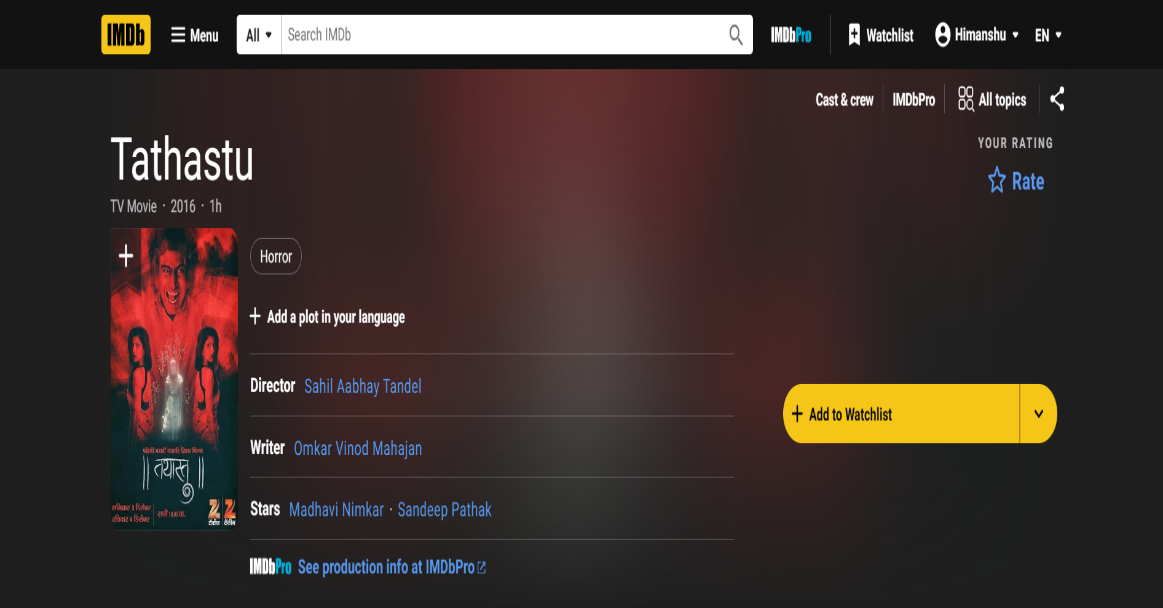 IMDb Menu All Search IMDb IMDbPro Watchlist Himanshu EN
Cast & crew IMDbPro All topics
Tathastu
YOUR RATING
Rate
TV Movie · 2016 · 1h
Horror
+ Add a plot in your language
Director Sahil Aabhay Tandel
+ Add to Watchlist
Writer Omkar Vinod Mahajan
Stars Madhavi Nimkar · Sandeep Pathak
IMDbPro See production info at IMDbPro
|| तथास्तु ||